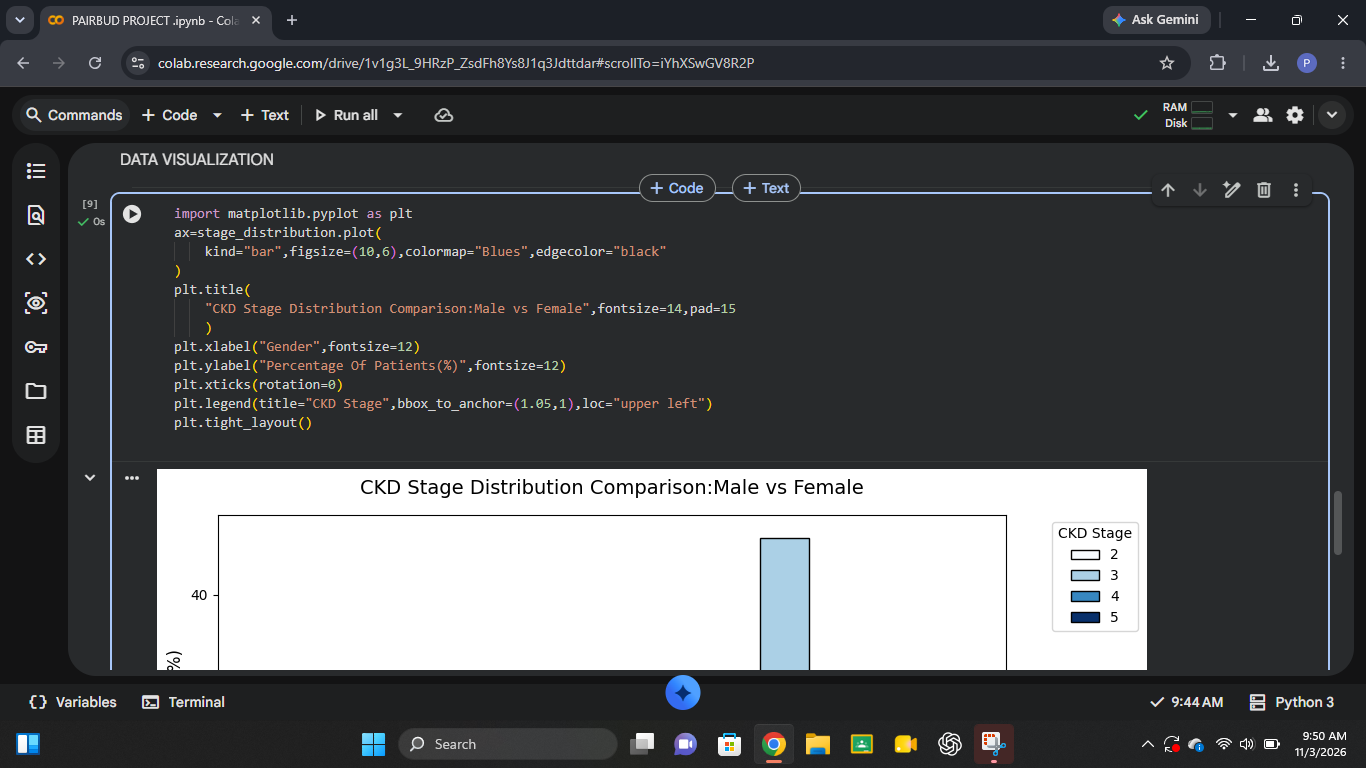 PAIRBUD PROJECT .ipynb - Cola
Ask Gemini
colab.research.google.com/drive/1v1g3L_9HRzP_ZsdFh8Ys8J1q3Jdttdar#scrollTo=iYhXSwGV8R2P
P
Commands
+ Code
+ Text
Run all
RAM
Disk
DATA VISUALIZATION
+ Code
+ Text
[9]
0s
import matplotlib.pyplot as plt
ax=stage_distribution.plot(
kind="bar",figsize=(10,6),colormap="Blues",edgecolor="black"
)
plt.title(
"CKD Stage Distribution Comparison:Male vs Female",fontsize=14,pad=15
)
plt.xlabel("Gender",fontsize=12)
plt.ylabel("Percentage Of Patients(%)",fontsize=12)
plt.xticks(rotation=0)
plt.legend(title="CKD Stage",bbox_to_anchor=(1.05,1),loc="upper left")
plt.tight_layout()
CKD Stage Distribution Comparison:Male vs Female
CKD Stage
2
3
4
5
40
%)
Variables
Terminal
9:44 AM
Python 3
Search
9:50 AM
11/3/2026